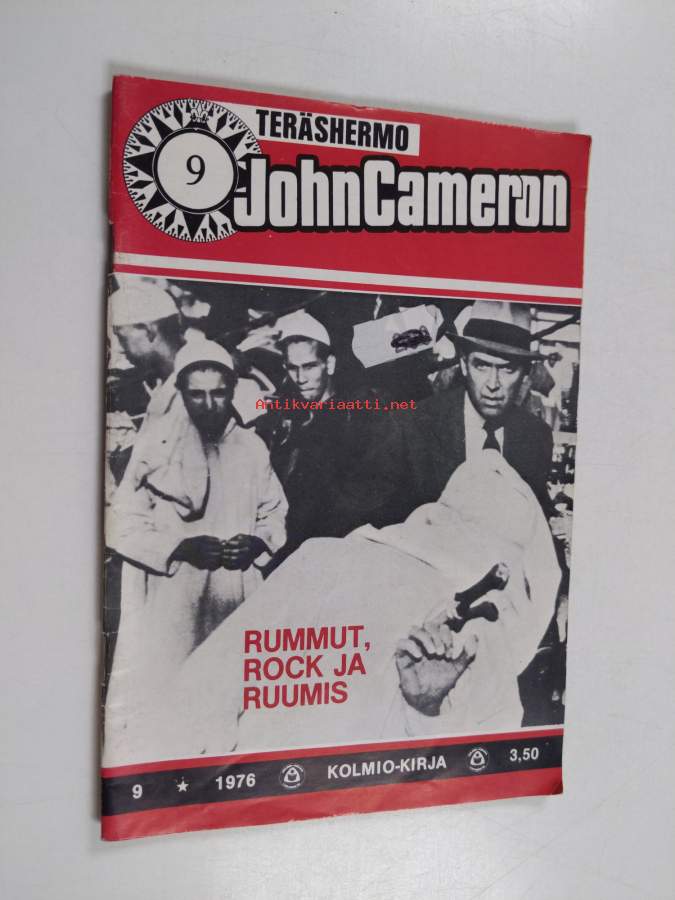 TERÄSHERMO
9
JohnCameron
Antikvariaatti.net
RUMMUT,
ROCK JA
RUUMIS
9 ★ 1976 KOLMIO-KIRJA 3,50